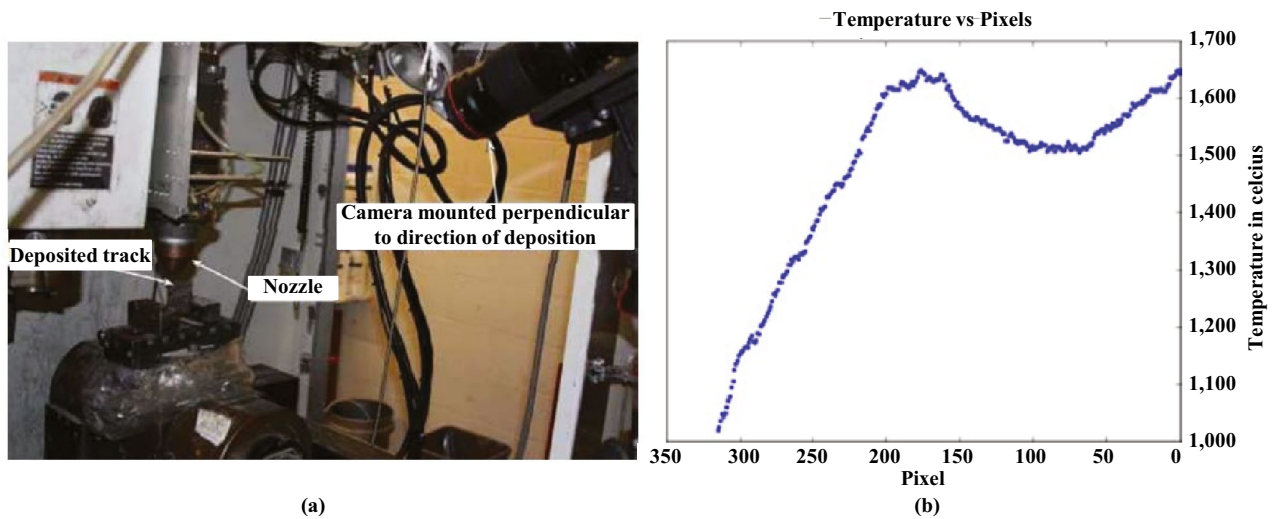 Camera mounted perpendicular
to direction of deposition
Deposited track
Nozzle
(a)
Temperature vs Pixels
1,700
1,600
1,500
1,400
1,300
1,200
1,100
1,000
Temperature in celcius
350 300 250 200 150 100 50 0
Pixel
(b)